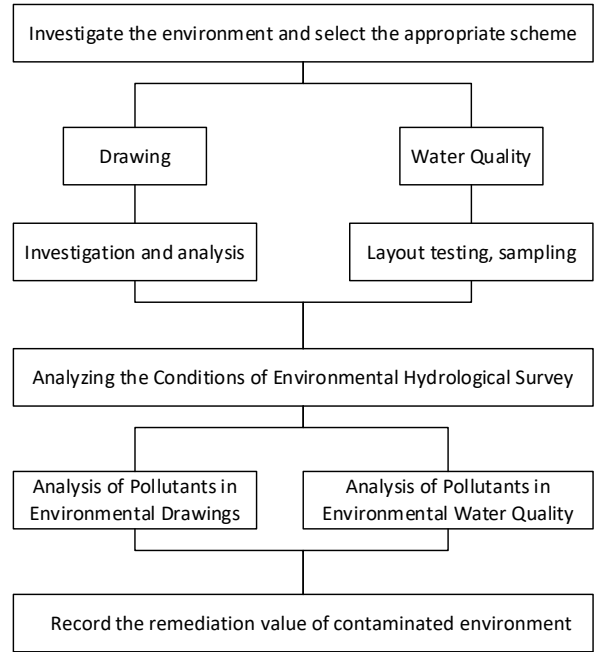 Investigate the environment and select the appropriate scheme
Drawing
Water Quality
Investigation and analysis
Layout testing, sampling
Analyzing the Conditions of Environmental Hydrological Survey
Analysis of Pollutants in
Environmental Drawings
Analysis of Pollutants in
Environmental Water Quality
Record the remediation value of contaminated environment